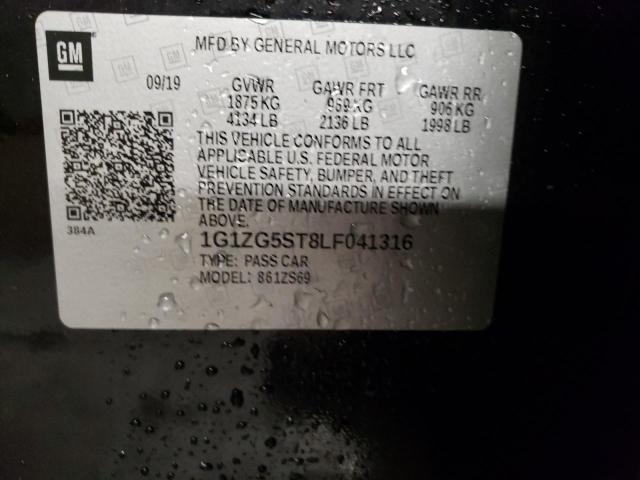 GM
MFD BY GENERAL MOTORS LLC
09/19 GVWR GAWR FRT GAWR RR
1875 KG 969 KG 906 KG
4134 LB 2136 LB 1998 LB
THIS VEHICLE CONFORMS TO ALL
APPLICABLE U.S. FEDERAL MOTOR
VEHICLE SAFETY, BUMPER, AND THEFT
PREVENTION STANDARDS IN EFFECT ON
THE DATE OF MANUFACTURE SHOWN
ABOVE.
384A
1G1ZG5ST8LF041316
TYPE: PASS CAR
MODEL: 861ZS69